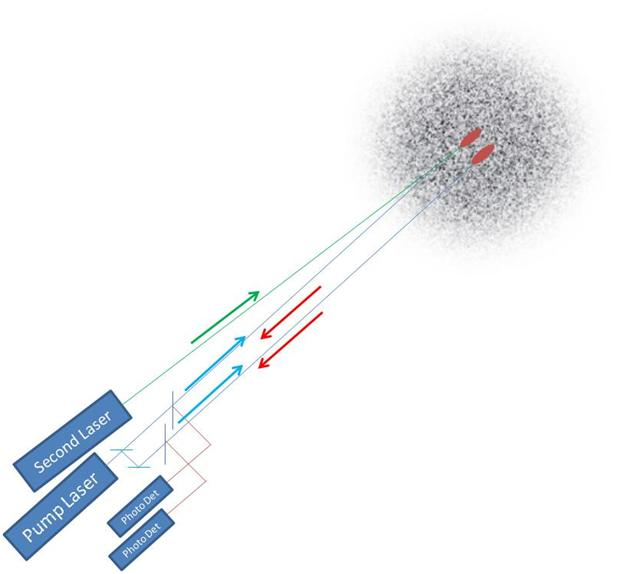 Second Laser
Pump Laser
Photo Det
Photo Det